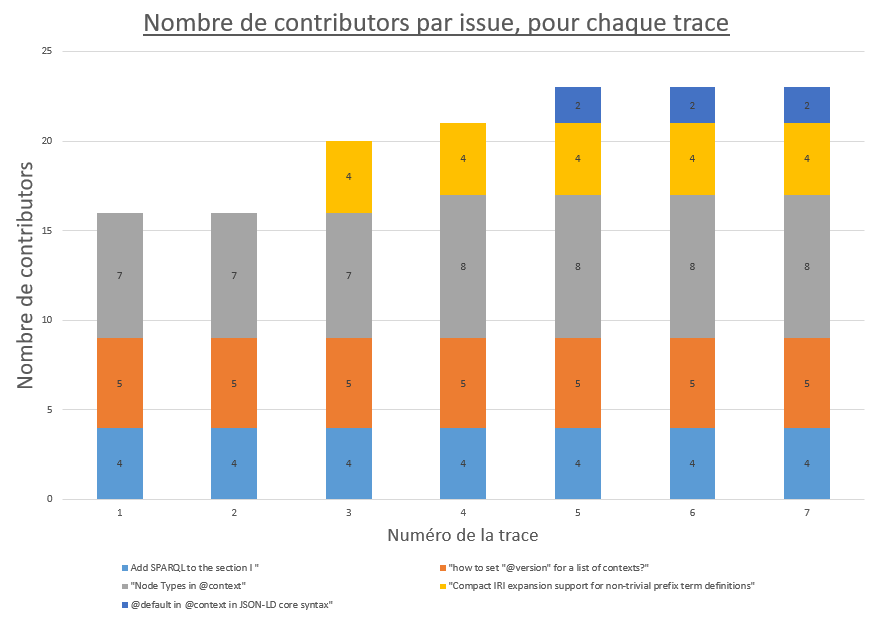 Nombre de contributors par issue, pour chaque trace
Nombre de contributors
25
20
15
10
5
0
2 2 2
4 4 4 4 4
7 7 7 8 8 8 8
5 5 5 5 5 5 5
4 4 4 4 4 4 4
1 2 3 4 5 6 7
Numéro de la trace
Add SPARQL to the section I "
"how to set "@version" for a list of contexts?"
"Node Types in @context"
"Compact IRI expansion support for non-trivial prefix term definitions"
@default in @context in JSON-LD core syntax"